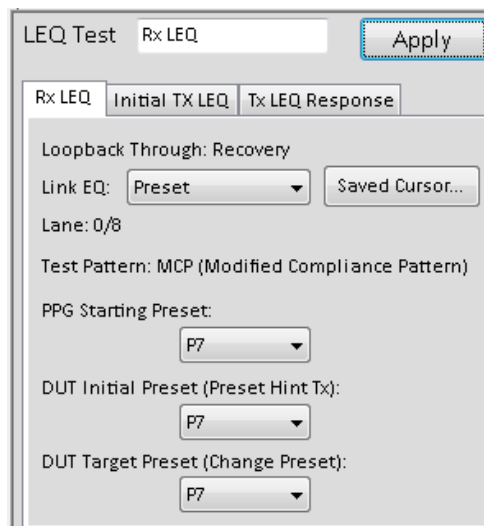 LEQ Test Rx LEQ Apply
Rx LEQ Initial TX LEQ Tx LEQ Response
Loopback Through: Recovery
Link EQ: Preset Saved Cursor...
Lane: 0/8
Test Pattern: MCP (Modified Compliance Pattern)
PPG Starting Preset:
P7
DUT Initial Preset (Preset Hint Tx):
P7
DUT Target Preset (Change Preset):
P7